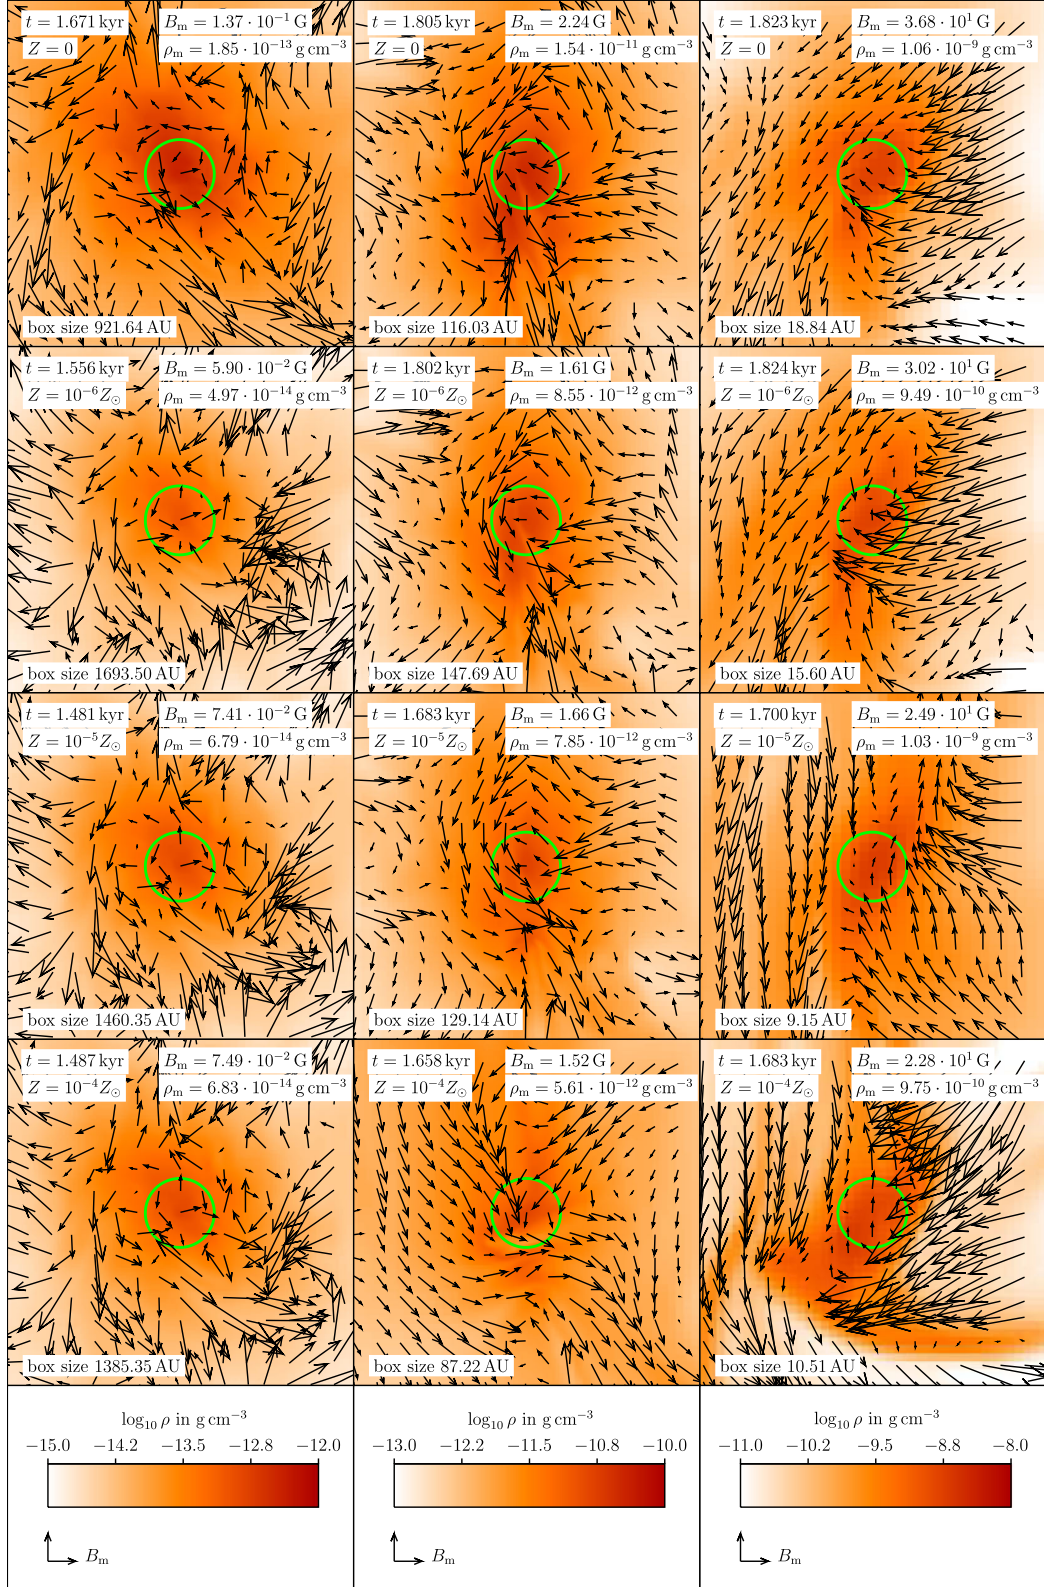 t = 1.671 kyr
B_m = 1.37 · 10^−1 G
Z = 0
ρ_m = 1.85 · 10^−13 g cm^−3
box size 921.64 AU
t = 1.805 kyr
B_m = 2.24 G
Z = 0
ρ_m = 1.54 · 10^−11 g cm^−3
box size 116.03 AU
t = 1.823 kyr
B_m = 3.68 · 10^1 G
Z = 0
ρ_m = 1.06 · 10^−9 g cm^−3
box size 18.84 AU
t = 1.556 kyr
B_m = 5.90 · 10^−2 G
Z = 10^−6 Z_⊙
ρ_m = 4.97 · 10^−14 g cm^−3
box size 1693.50 AU
t = 1.802 kyr
B_m = 1.61 G
Z = 10^−6 Z_⊙
ρ_m = 8.55 · 10^−12 g cm^−3
box size 147.69 AU
t = 1.824 kyr
B_m = 3.02 · 10^1 G
Z = 10^−6 Z_⊙
ρ_m = 9.49 · 10^−10 g cm^−3
box size 15.60 AU
t = 1.481 kyr
B_m = 7.41 · 10^−2 G
Z = 10^−5 Z_⊙
ρ_m = 6.79 · 10^−14 g cm^−3
box size 1460.35 AU
t = 1.683 kyr
B_m = 1.66 G
Z = 10^−5 Z_⊙
ρ_m = 7.85 · 10^−12 g cm^−3
box size 129.14 AU
t = 1.700 kyr
B_m = 2.49 · 10^1 G
Z = 10^−5 Z_⊙
ρ_m = 1.03 · 10^−9 g cm^−3
box size 9.15 AU
t = 1.487 kyr
B_m = 7.49 · 10^−2 G
Z = 10^−4 Z_⊙
ρ_m = 6.83 · 10^−14 g cm^−3
box size 1385.35 AU
t = 1.658 kyr
B_m = 1.52 G
Z = 10^−4 Z_⊙
ρ_m = 5.61 · 10^−12 g cm^−3
box size 87.22 AU
t = 1.683 kyr
B_m = 2.28 · 10^1 G
Z = 10^−4 Z_⊙
ρ_m = 9.75 · 10^−10 g cm^−3
box size 10.51 AU
log_10 ρ in g cm^−3
−15.0 −14.2 −13.5 −12.8 −12.0
B_m
log_10 ρ in g cm^−3
−13.0 −12.2 −11.5 −10.8 −10.0
B_m
log_10 ρ in g cm^−3
−11.0 −10.2 −9.5 −8.8 −8.0
B_m